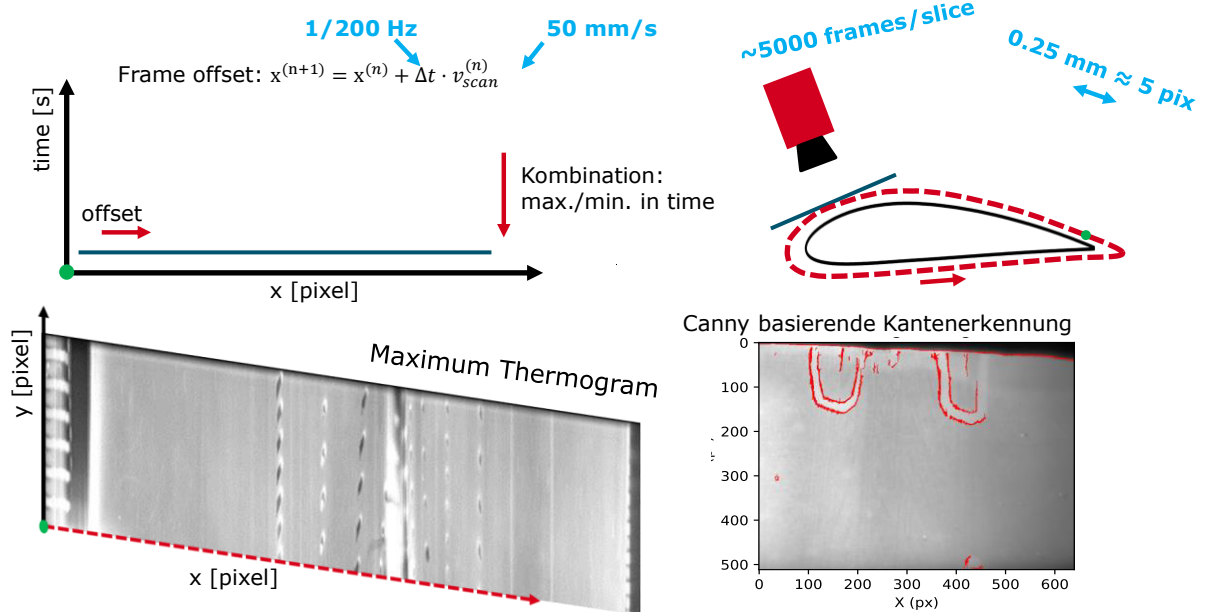 1/200 Hz
50 mm/s
Frame offset: x^(n+1) = x^(n) + Δt · v_scan^(n)
time [s]
offset
Kombination:
max./min. in time
x [pixel]
~5000 frames/slice
0.25 mm ≈ 5 pix
y [pixel]
Maximum Thermogram
x [pixel]
Canny basierende Kantenerkennung
0
100
200
300
400
500
0 100 200 300 400 500 600
X (px)